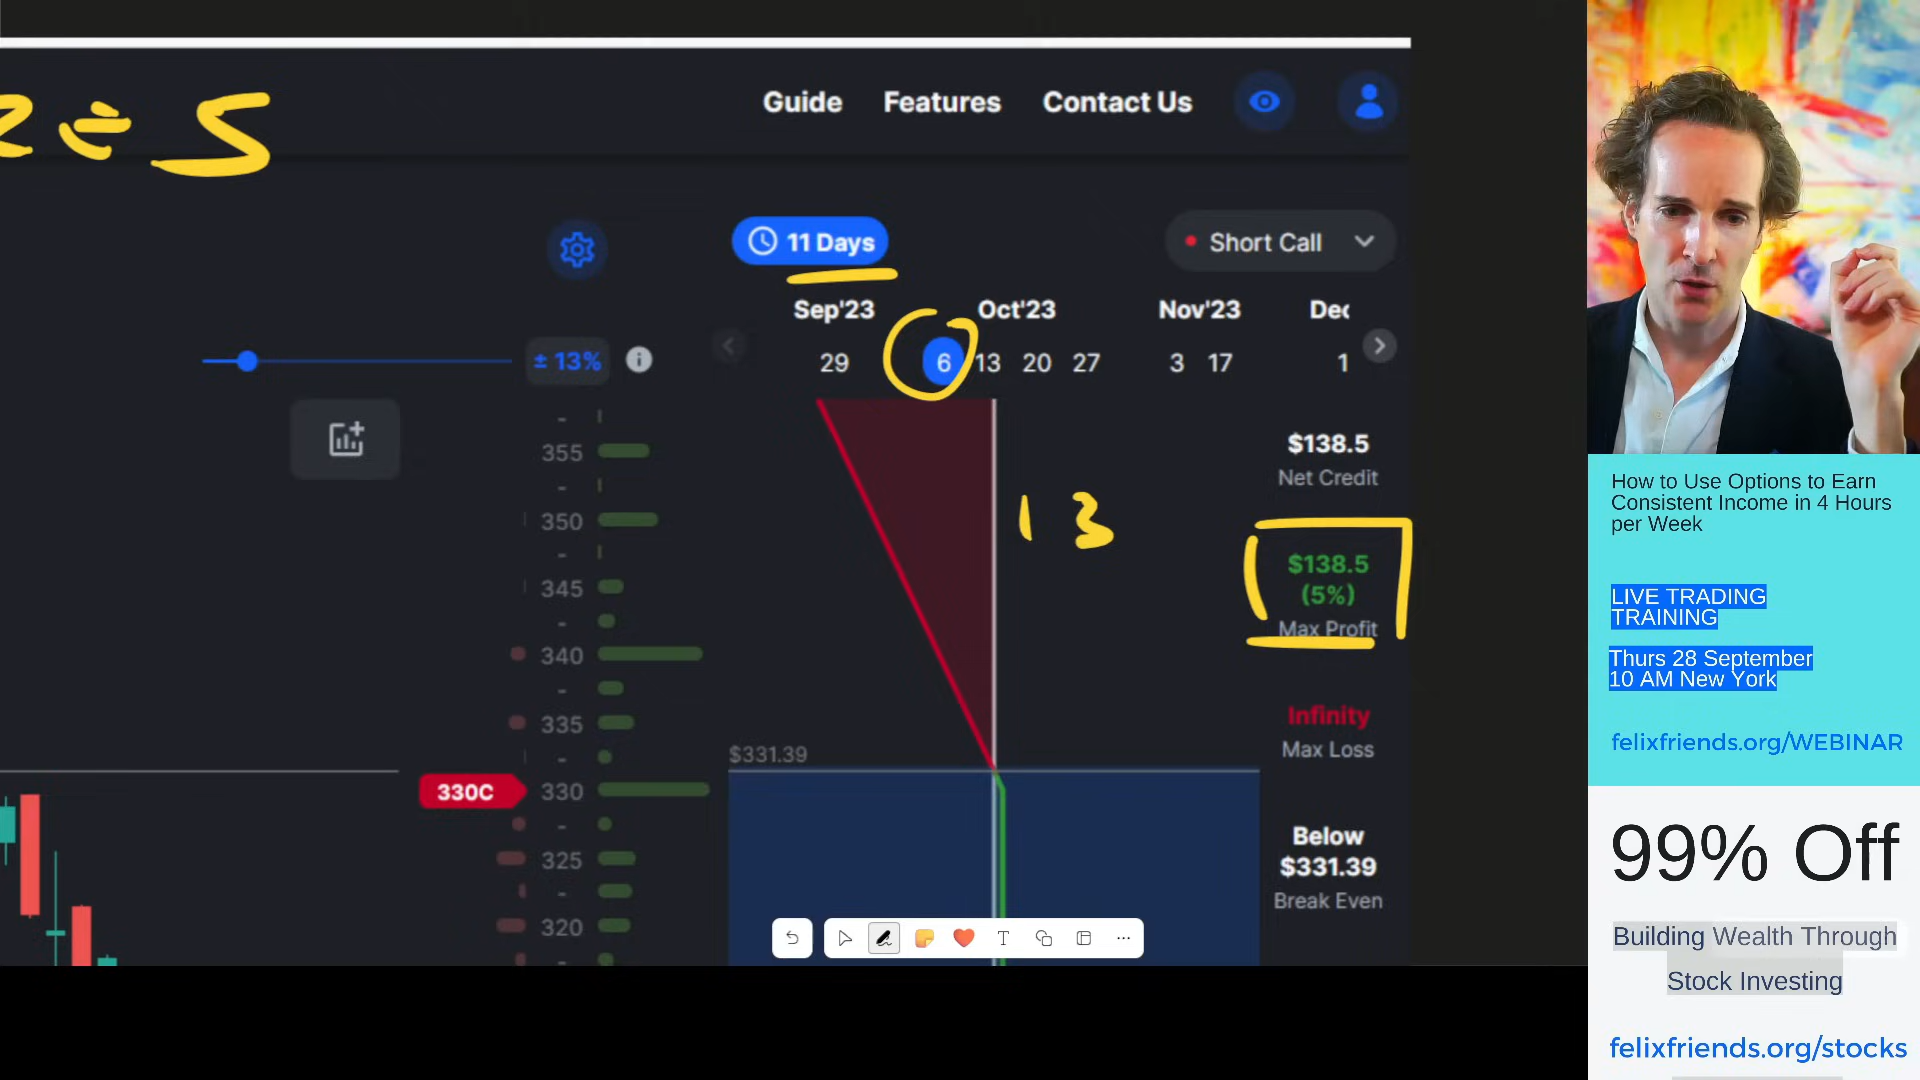 2 ÷ 5
Guide Features Contact Us
11 Days
Short Call
Sep'23 Oct'23 Nov'23 Dec
29 6 13 20 27 3 17 1
± 13%
-
355
-
350
-
345
-
340
-
335
-
330C 330
-
325
-
320
-
$331.39
13
$138.5
Net Credit
$138.5
(5%)
Max Profit
Infinity
Max Loss
Below
$331.39
Break Even
T
How to Use Options to Earn
Consistent Income in 4 Hours
per Week
LIVE TRADING
TRAINING
Thurs 28 September
10 AM New York
felixfriends.org/WEBINAR
99% Off
Building Wealth Through
Stock Investing
felixfriends.org/stocks